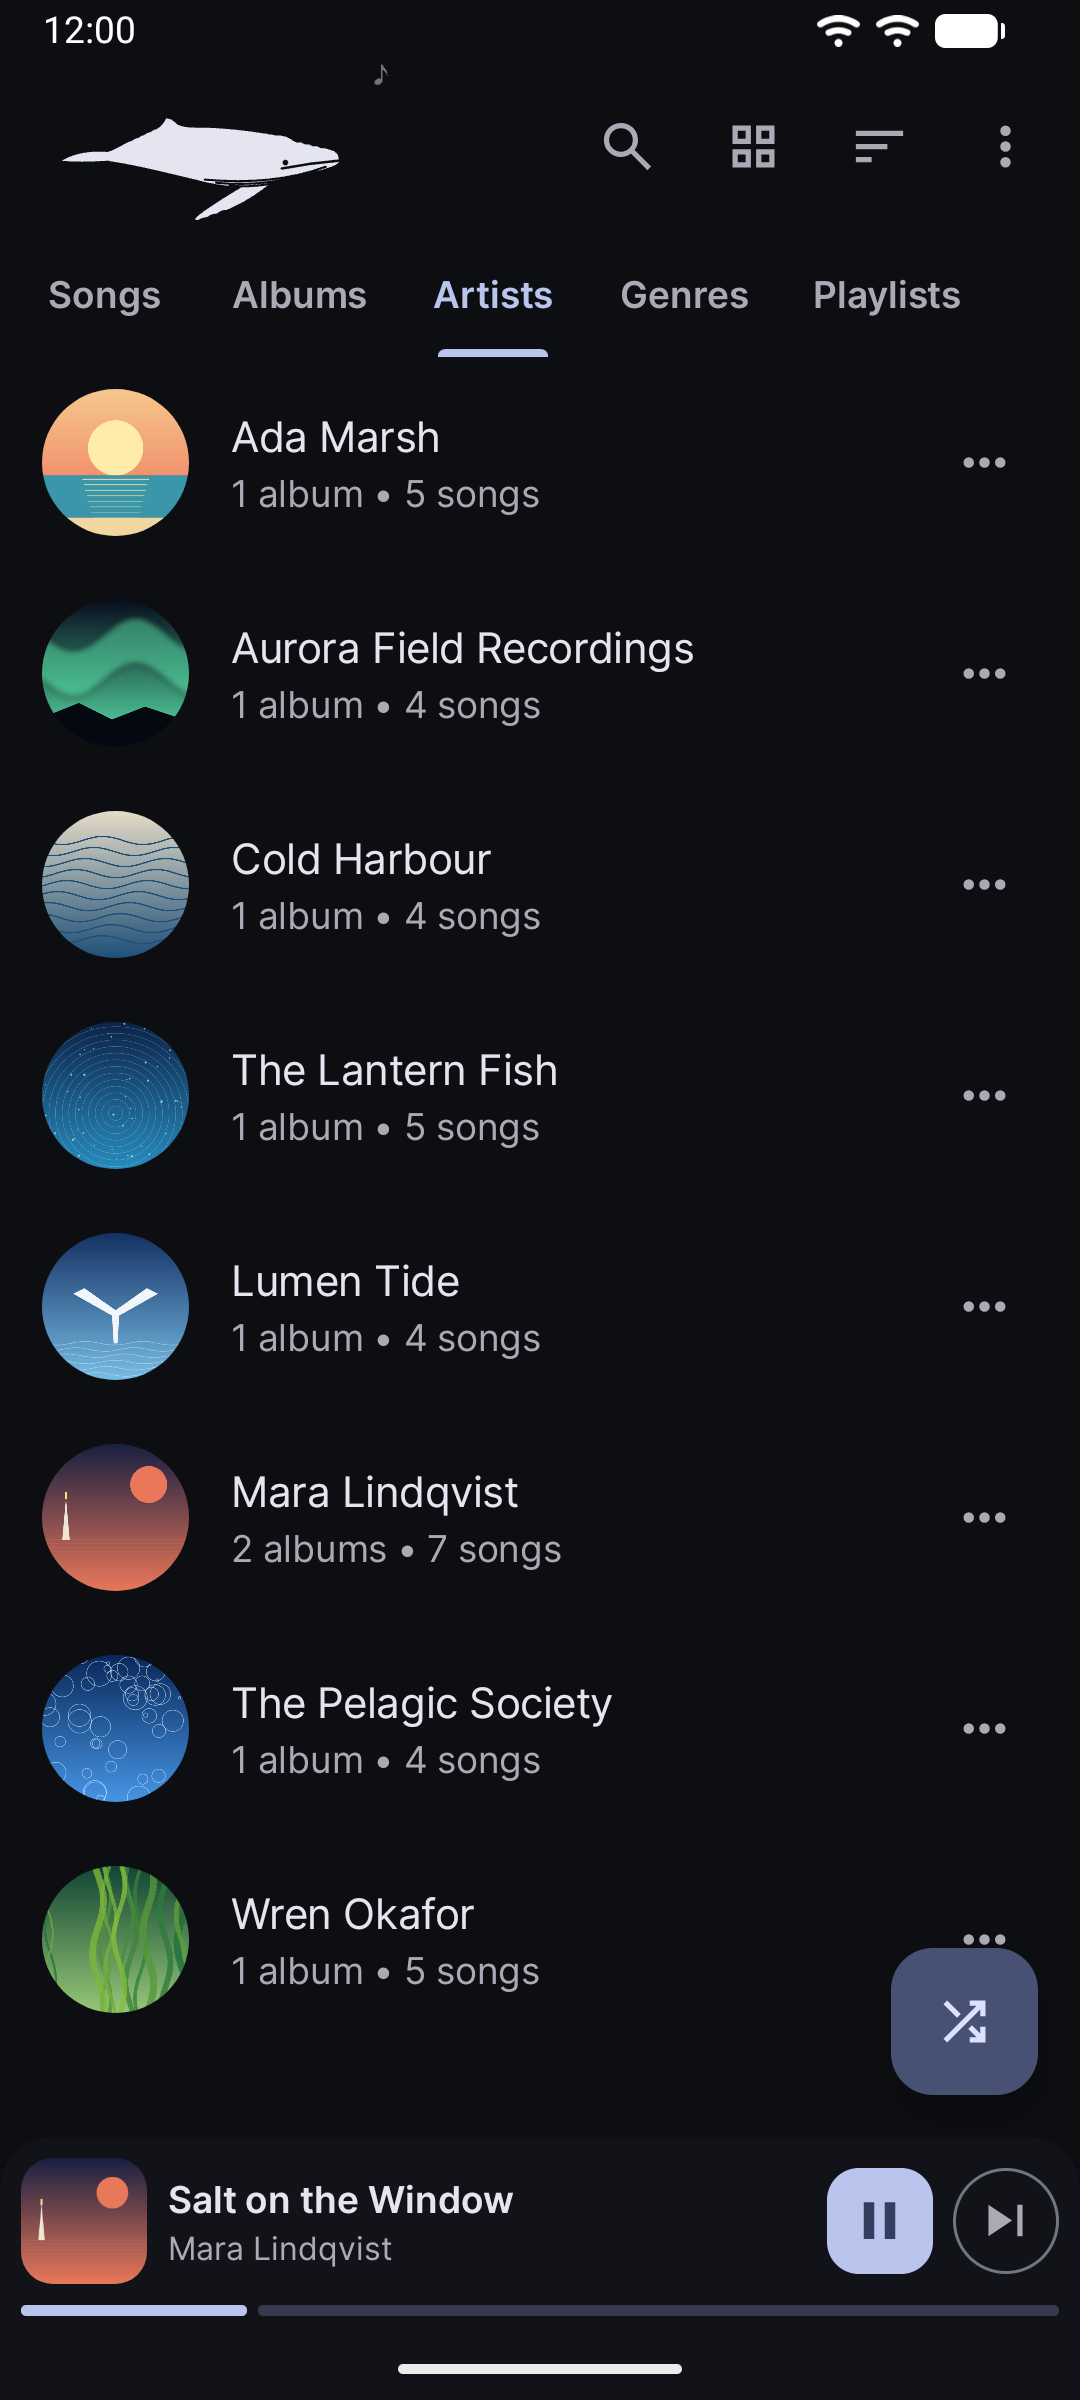 12:00
Songs Albums Artists Genres Playlists
Ada Marsh
1 album • 5 songs
Aurora Field Recordings
1 album • 4 songs
Cold Harbour
1 album • 4 songs
The Lantern Fish
1 album • 5 songs
Lumen Tide
1 album • 4 songs
Mara Lindqvist
2 albums • 7 songs
The Pelagic Society
1 album • 4 songs
Wren Okafor
1 album • 5 songs
Salt on the Window
Mara Lindqvist